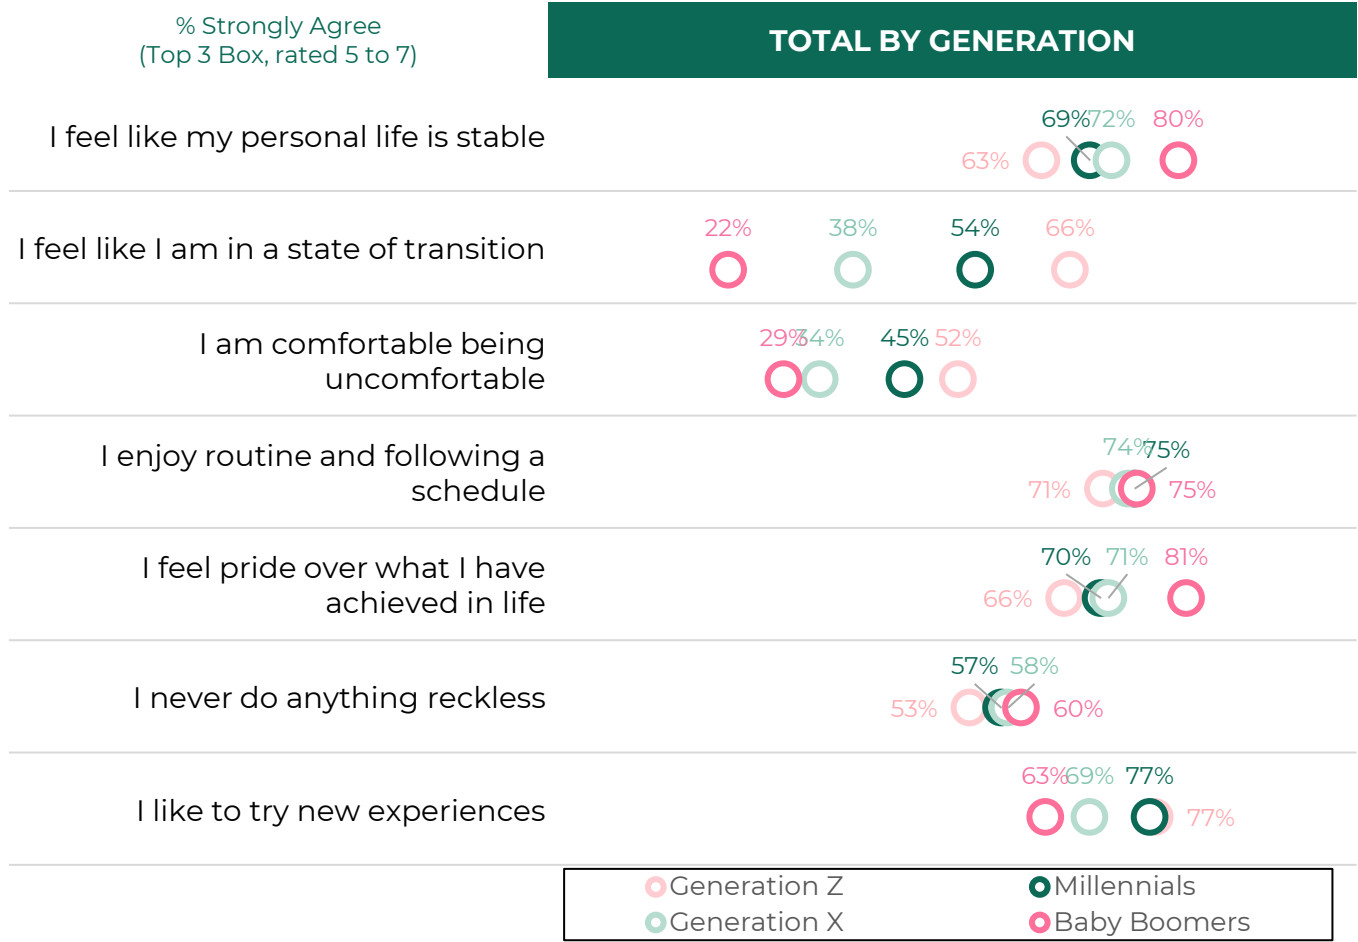 % Strongly Agree
(Top 3 Box, rated 5 to 7)
TOTAL BY GENERATION
I feel like my personal life is stable
63%
69%
72%
80%
I feel like I am in a state of transition
22%
38%
54%
66%
I am comfortable being
uncomfortable
29%
34%
45%
52%
I enjoy routine and following a
schedule
71%
74%
75%
75%
I feel pride over what I have
achieved in life
66%
70%
71%
81%
I never do anything reckless
53%
57%
58%
60%
I like to try new experiences
63%
69%
77%
77%
Generation Z
Millennials
Generation X
Baby Boomers